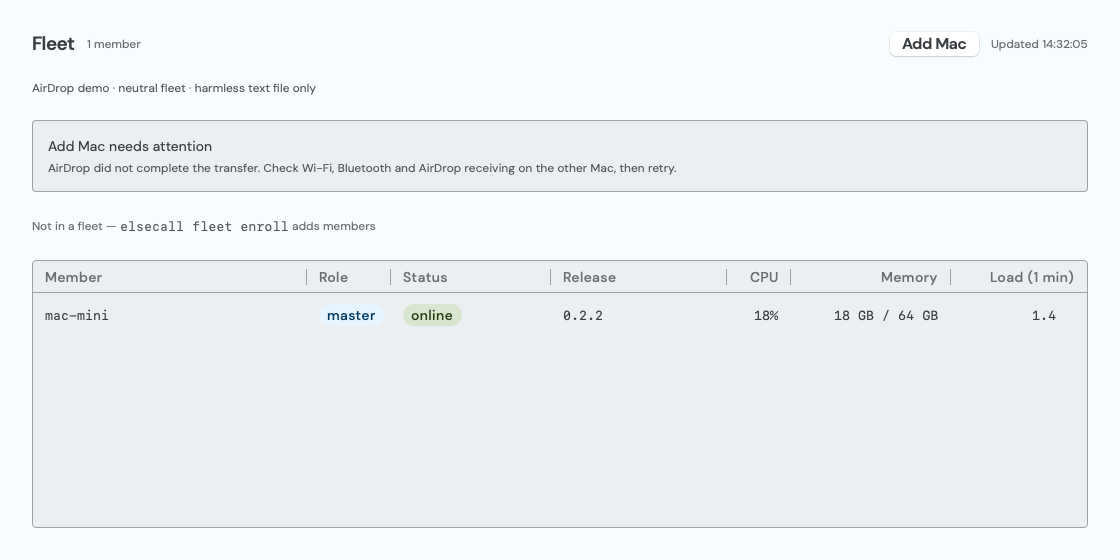 Fleet 1 member Add Mac Updated 14:32:05
AirDrop demo · neutral fleet · harmless text file only
Add Mac needs attention
AirDrop did not complete the transfer. Check Wi-Fi, Bluetooth and AirDrop receiving on the other Mac, then retry.
Not in a fleet — elsecall fleet enroll adds members
Member Role Status Release CPU Memory Load (1 min)
mac-mini master online 0.2.2 18% 18 GB / 64 GB 1.4